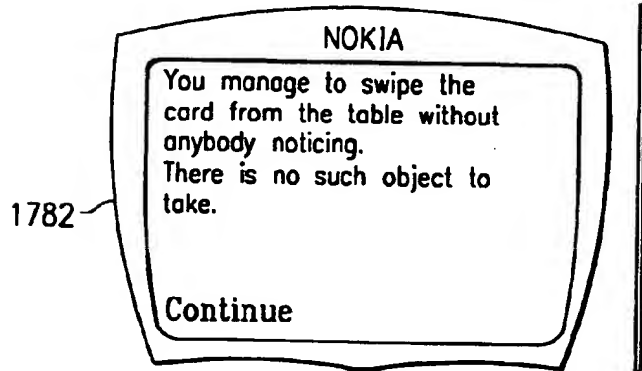 NOKIA
You manage to swipe the
card from the table without
anybody noticing.
There is no such object to
take.
1782
Continue